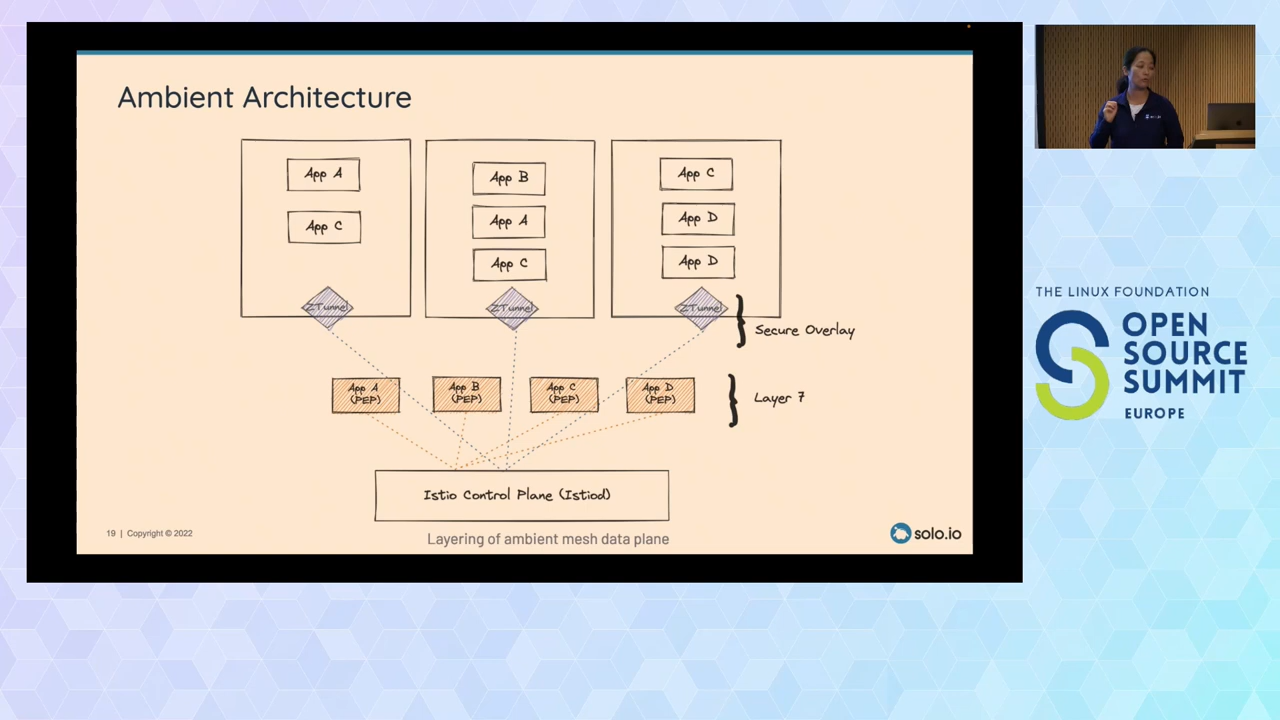 Ambient Architecture
App A
App C
ZTunnel
App B
App A
App C
ZTunnel
App C
App D
App D
ZTunnel
Secure Overlay
App A
(PEP)
App B
(PEP)
App C
(PEP)
App D
(PEP)
Layer 7
Istio Control Plane (Istiod)
19 | Copyright © 2022
Layering of ambient mesh data plane
solo.io
THE LINUX FOUNDATION
OPEN
SOURCE
SUMMIT
EUROPE